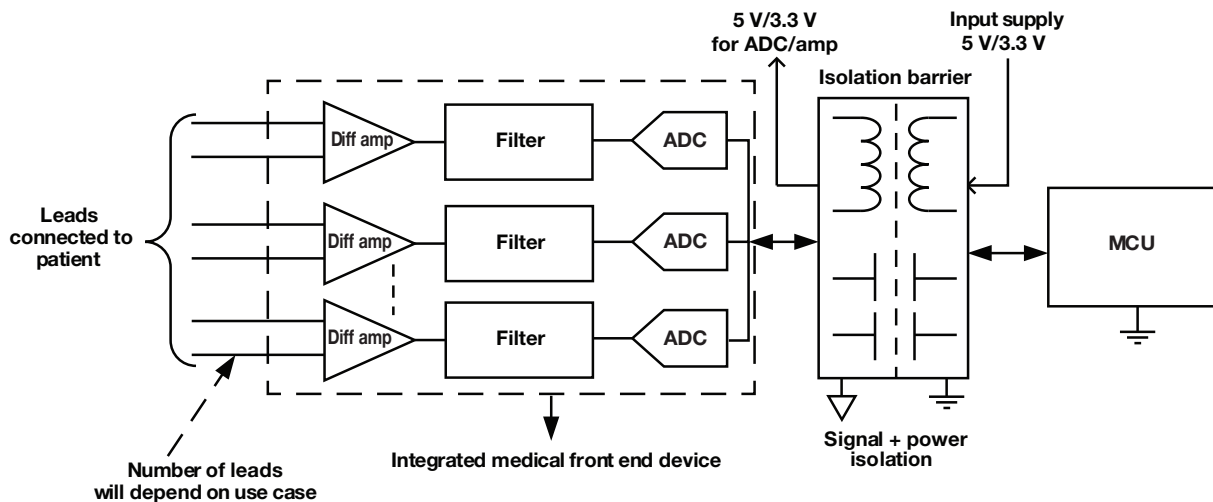 5 V/3.3 V
for ADC/amp
Input supply
5 V/3.3 V
Isolation barrier
Diff amp
Filter
ADC
Leads
connected to
patient
Diff amp
Filter
ADC
MCU
Diff amp
Filter
ADC
Signal + power
isolation
Integrated medical front end device
Number of leads
will depend on use case